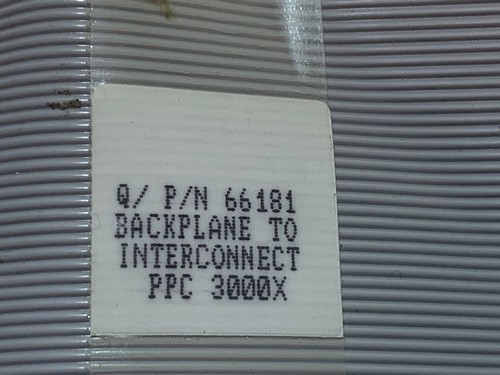 Q/ P/N 66181
BACKPLANE TO
INTERCONNECT
PPC 3000X